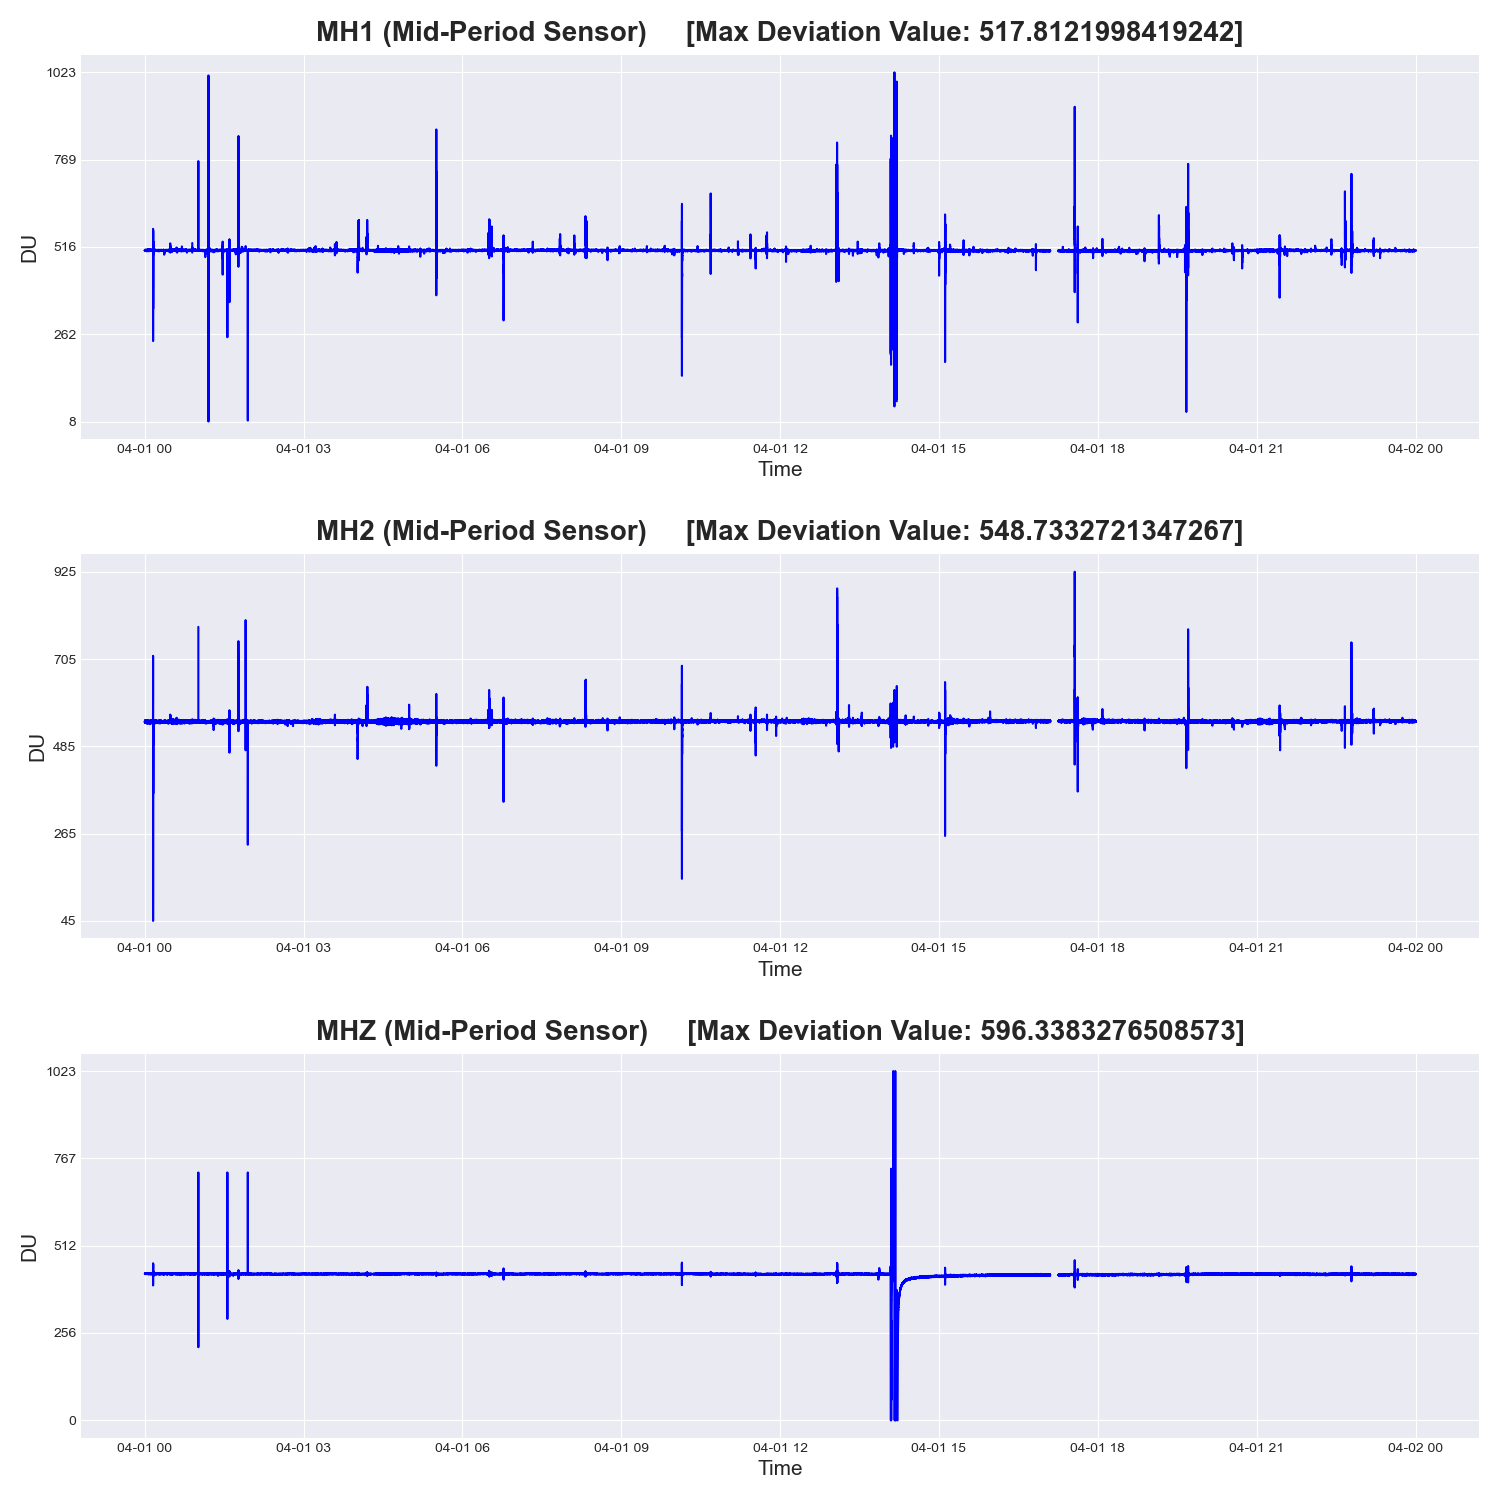 MH1 (Mid-Period Sensor) [Max Deviation Value: 517.8121998419242]
1023
769
516
262
8
DU
04-01 00 04-01 03 04-01 06 04-01 09 04-01 12 04-01 15 04-01 18 04-01 21 04-02 00
Time
MH2 (Mid-Period Sensor) [Max Deviation Value: 548.7332721347267]
925
705
485
265
45
DU
04-01 00 04-01 03 04-01 06 04-01 09 04-01 12 04-01 15 04-01 18 04-01 21 04-02 00
Time
MHZ (Mid-Period Sensor) [Max Deviation Value: 596.3383276508573]
1023
767
512
256
0
DU
04-01 00 04-01 03 04-01 06 04-01 09 04-01 12 04-01 15 04-01 18 04-01 21 04-02 00
Time